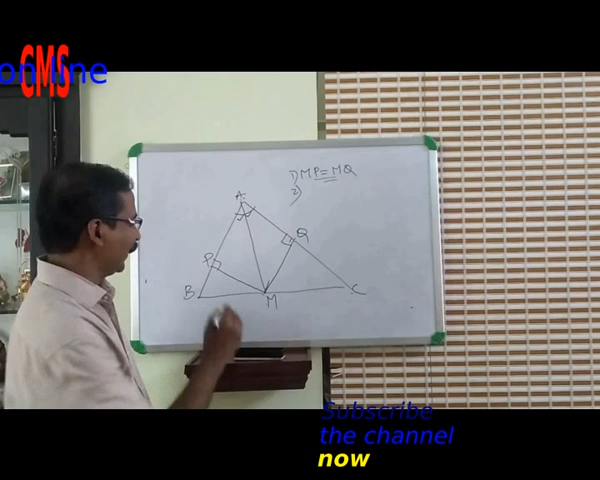 CMS
online
1) MP = MQ
2)
A
Q
P
B
M
C
Subscribe
the channel
now